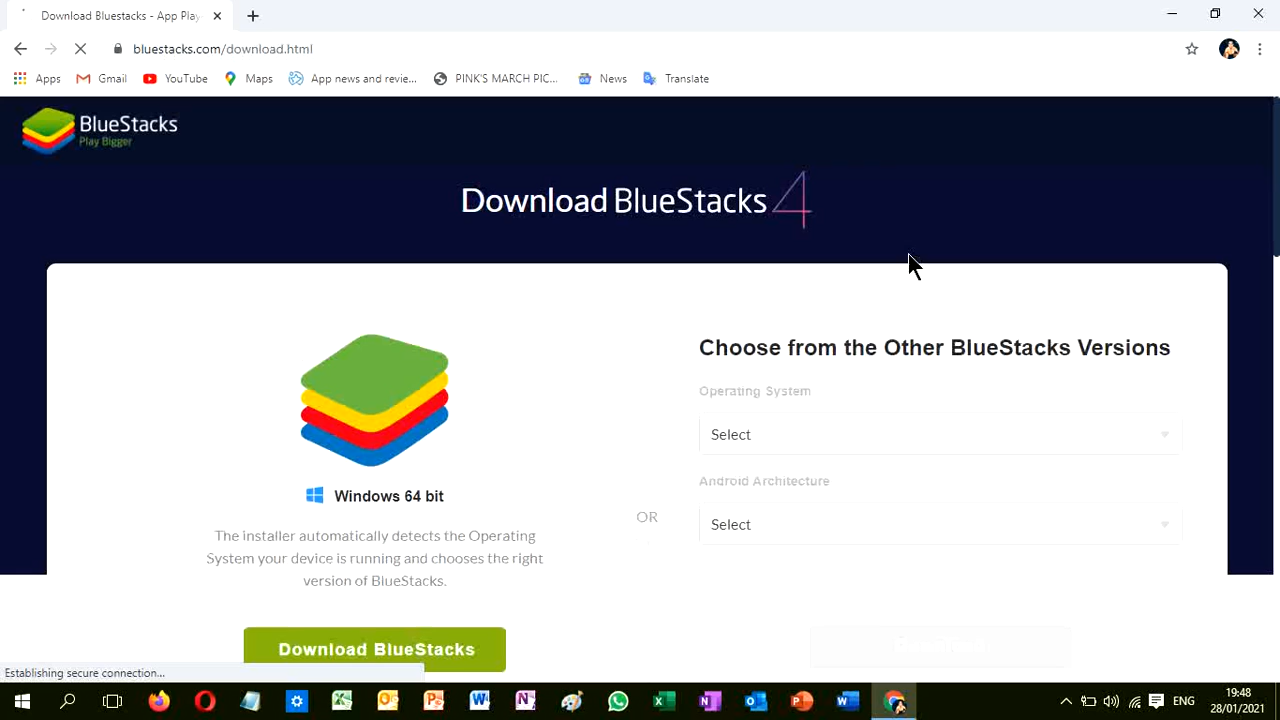 Download Bluestacks - App Play
bluestacks.com/download.html
Apps Gmail YouTube Maps App news and revie... PINK'S MARCH PIC... News Translate
BlueStacks
Play Bigger
Download BlueStacks 4
Windows 64 bit
The installer automatically detects the Operating
System your device is running and chooses the right
version of BlueStacks.
Download BlueStacks
OR
Choose from the Other BlueStacks Versions
Operating System
Select
Android Architecture
Select
Establishing secure connection...
ENG
19:48
28/01/2021